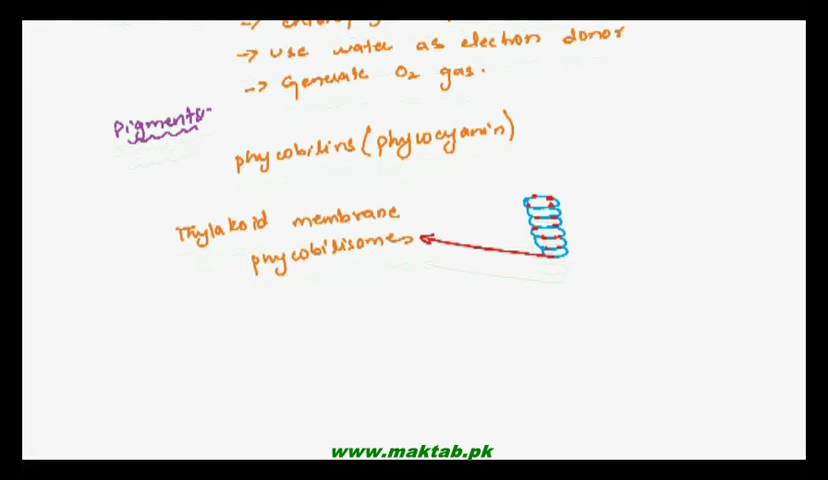 -> use water as electron donor
-> Generate O2 gas.
Pigments:
phycobilins (phycocyanin)
Thylakoid membrane
phycobilisomes
www.maktab.pk